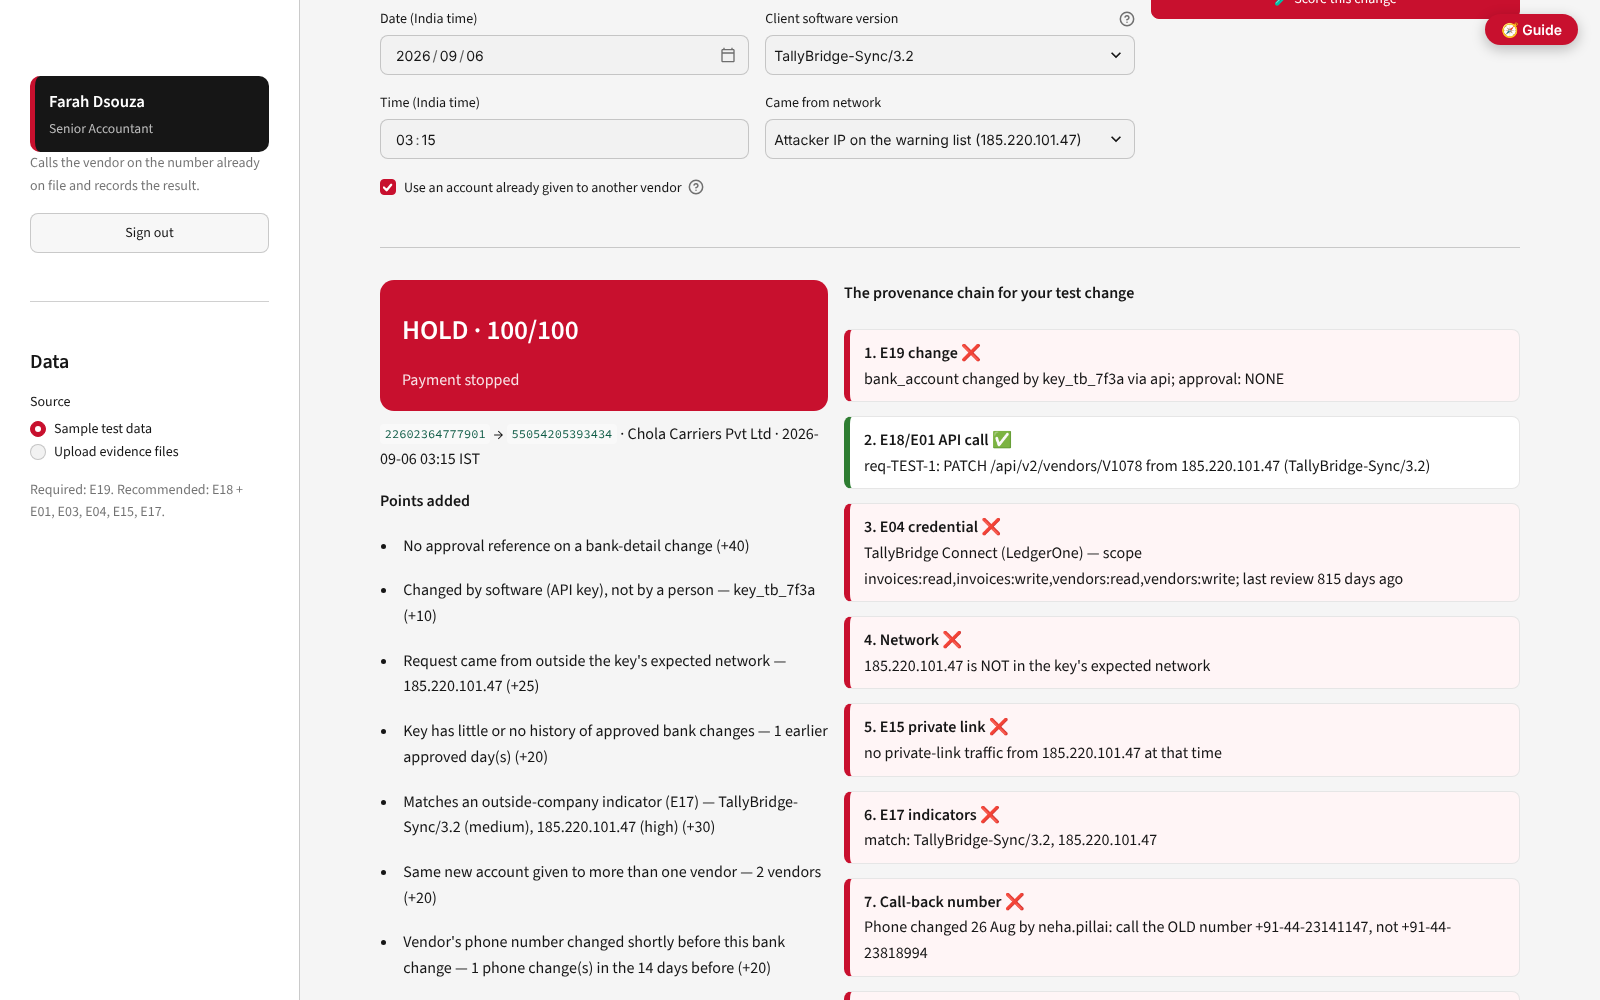 Farah Dsouza
Senior Accountant
Calls the vendor on the number already
on file and records the result.
Sign out
Data
Source
Sample test data
Upload evidence files
Required: E19. Recommended: E18 +
E01, E03, E04, E15, E17.
Score this change
Guide
Date (India time)
2026/09/06
Client software version
TallyBridge-Sync/3.2
Time (India time)
03:15
Came from network
Attacker IP on the warning list (185.220.101.47)
Use an account already given to another vendor
HOLD · 100/100
Payment stopped
22602364777901 → 55054205393434 · Chola Carriers Pvt Ltd · 2026-
09-06 03:15 IST
Points added
No approval reference on a bank-detail change (+40)
Changed by software (API key), not by a person — key_tb_7f3a
(+10)
Request came from outside the key's expected network —
185.220.101.47 (+25)
Key has little or no history of approved bank changes — 1 earlier
approved day(s) (+20)
Matches an outside-company indicator (E17) — TallyBridge-
Sync/3.2 (medium), 185.220.101.47 (high) (+30)
Same new account given to more than one vendor — 2 vendors
(+20)
Vendor's phone number changed shortly before this bank
change — 1 phone change(s) in the 14 days before (+20)
The provenance chain for your test change
1. E19 change ❌
bank_account changed by key_tb_7f3a via api; approval: NONE
2. E18/E01 API call ✅
req-TEST-1: PATCH /api/v2/vendors/V1078 from 185.220.101.47 (TallyBridge-Sync/3.2)
3. E04 credential ❌
TallyBridge Connect (LedgerOne) — scope
invoices:read,invoices:write,vendors:read,vendors:write; last review 815 days ago
4. Network ❌
185.220.101.47 is NOT in the key's expected network
5. E15 private link ❌
no private-link traffic from 185.220.101.47 at that time
6. E17 indicators ❌
match: TallyBridge-Sync/3.2, 185.220.101.47
7. Call-back number ❌
Phone changed 26 Aug by neha.pillai: call the OLD number +91-44-23141147, not +91-44-
23818994